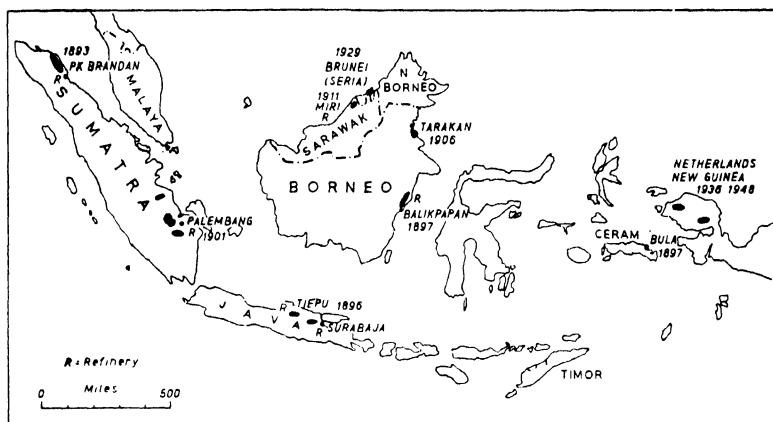 1893
PK BRANDAN
R
SUMATRA
MALAYA
PALEMBANG
R
1901
1929
BRUNEI
(SERIA)
1911
MIRI
R
SARAWAK
N
BORNEO
BORNEO
TARAKAN
1906
R
BALIKPAPAN
1897
NETHERLANDS
NEW GUINEA
1936 1948
CERAM
BULA
1897
R TJEPU 1896
JAVA
R SURABAJA
TIMOR
R = Refinery
Miles
0 500